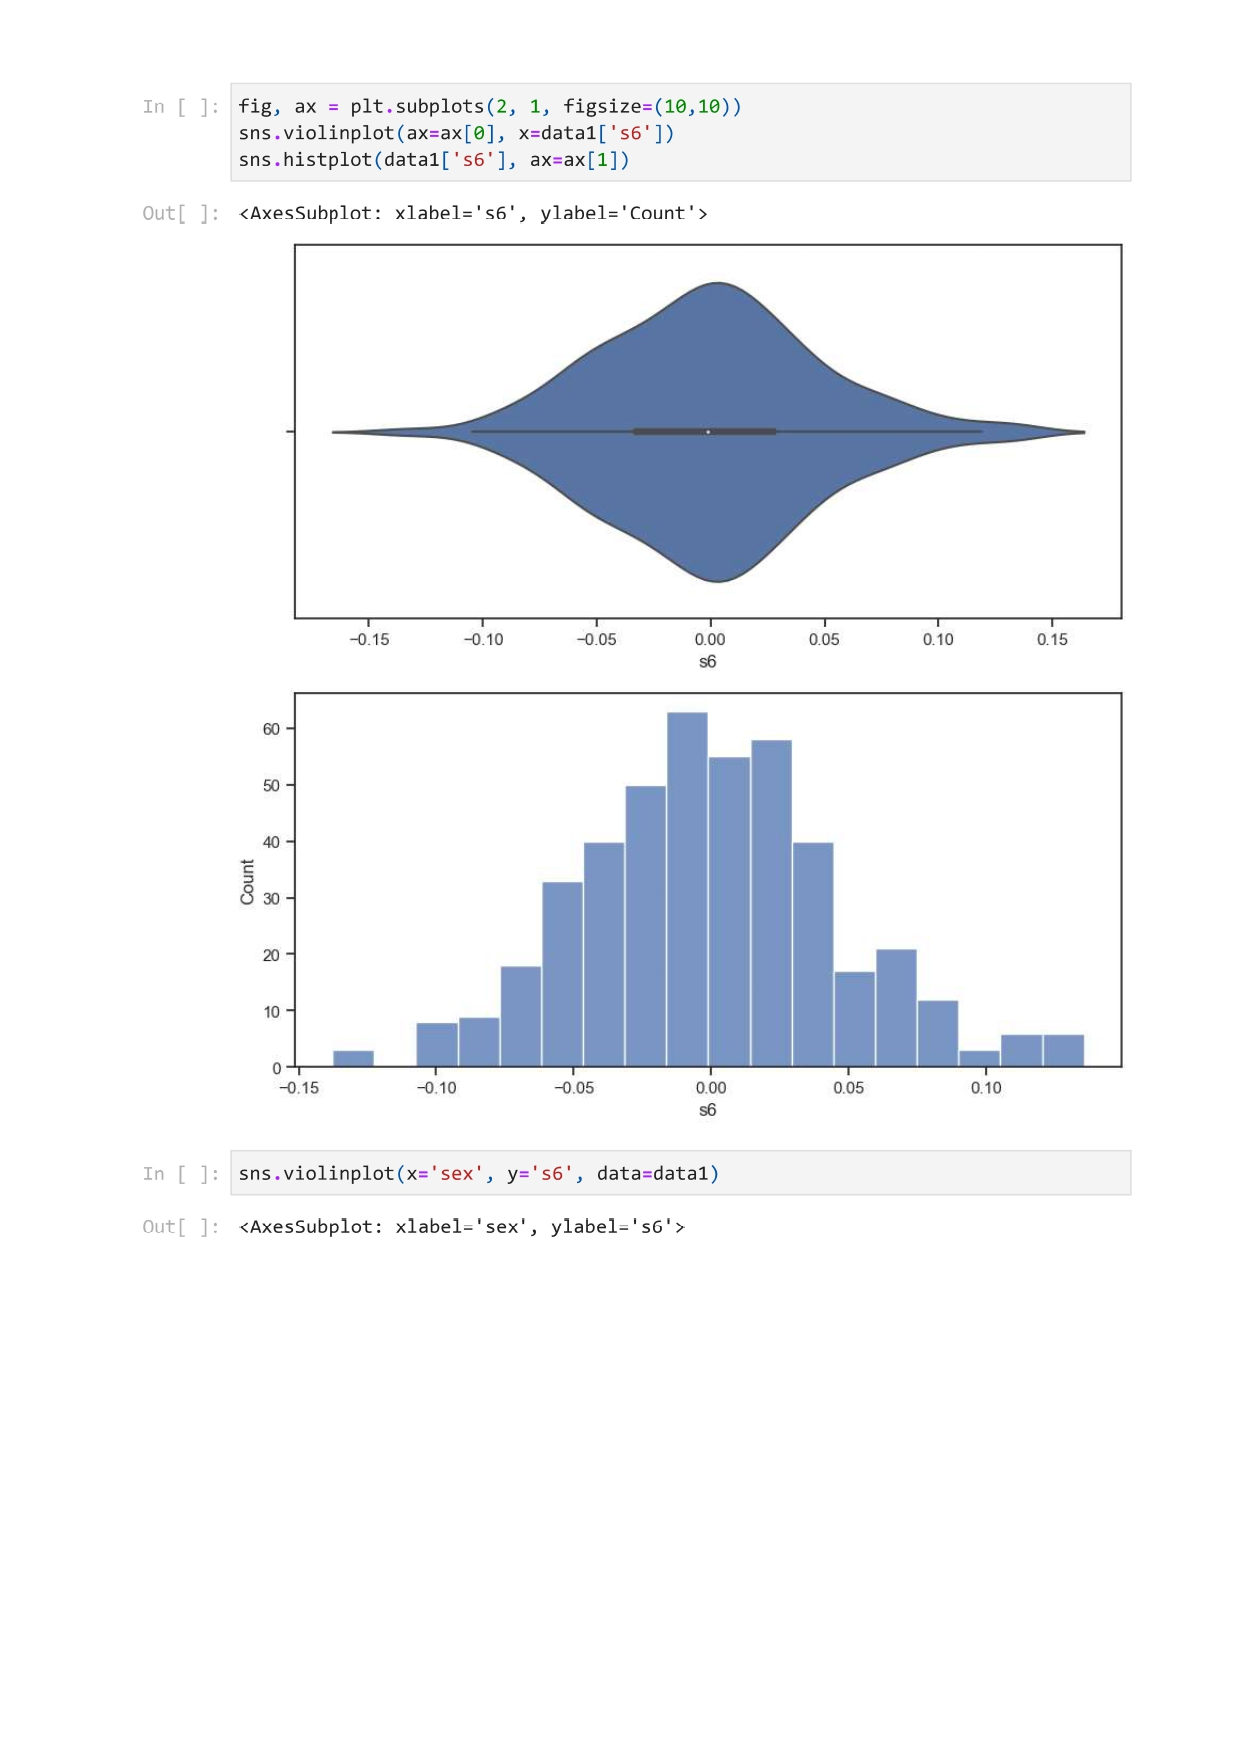 In [ ]: fig, ax = plt.subplots(2, 1, figsize=(10,10))
sns.violinplot(ax=ax[0], x=data1['s6'])
sns.histplot(data1['s6'], ax=ax[1])
Out[ ]: <AxesSubplot: xlabel='s6', ylabel='Count'>
−0.15 −0.10 −0.05 0.00 0.05 0.10 0.15
s6
60
50
40
Count
30
20
10
0
−0.15 −0.10 −0.05 0.00 0.05 0.10
s6
In [ ]: sns.violinplot(x='sex', y='s6', data=data1)
Out[ ]: <AxesSubplot: xlabel='sex', ylabel='s6'>